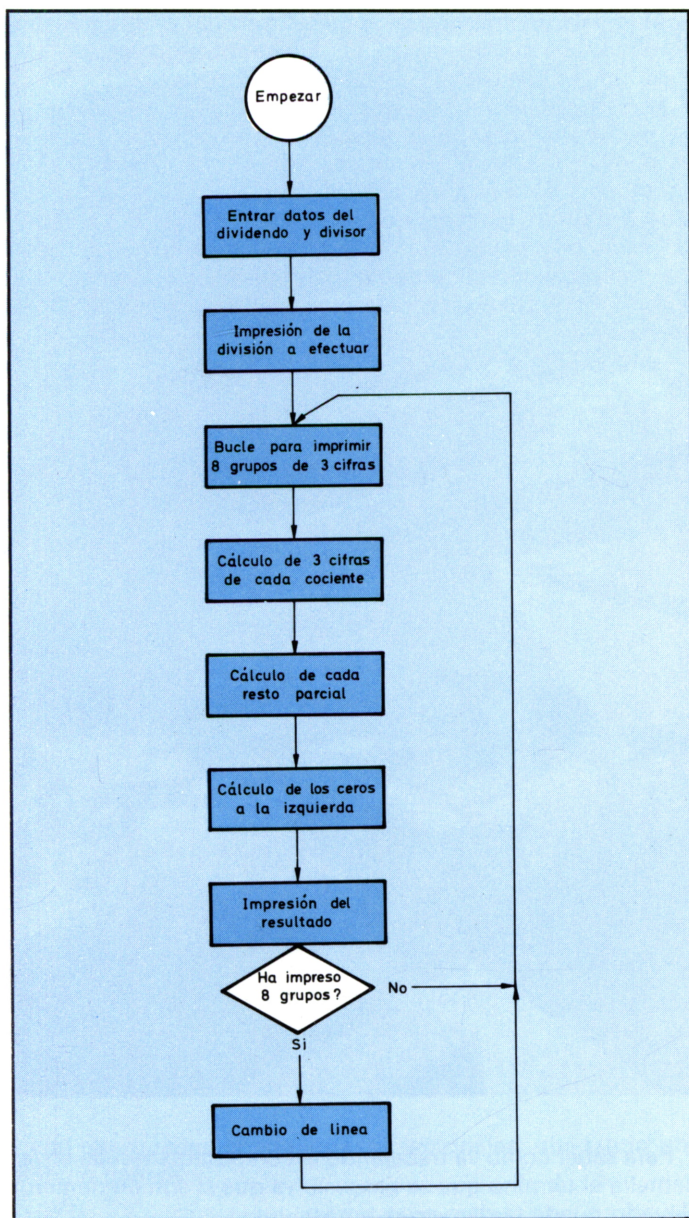 Empezar
Entrar datos del
dividendo y divisor
Impresión de la
división a efectuar
Bucle para imprimir
8 grupos de 3 cifras
Cálculo de 3 cifras
de cada cociente
Cálculo de cada
resto parcial
Cálculo de los ceros
a la izquierda
Impresión del
resultado
Ha impreso
8 grupos?
No
Si
Cambio de linea